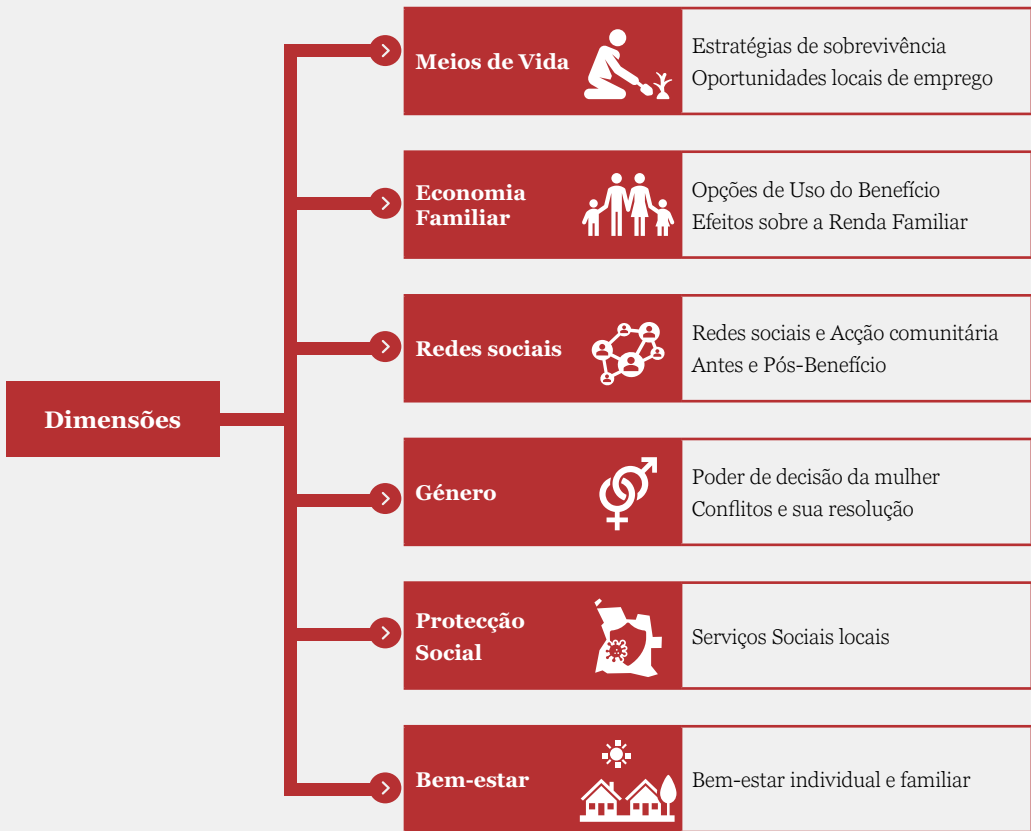 Dimensões
Meios de Vida
Estratégias de sobrevivência
Oportunidades locais de emprego
Economia
Familiar
Opções de Uso do Benefício
Efeitos sobre a Renda Familiar
Redes sociais
Redes sociais e Acção comunitária
Antes e Pós-Benefício
Género
Poder de decisão da mulher
Conflitos e sua resolução
Protecção
Social
Serviços Sociais locais
Bem-estar
Bem-estar individual e familiar